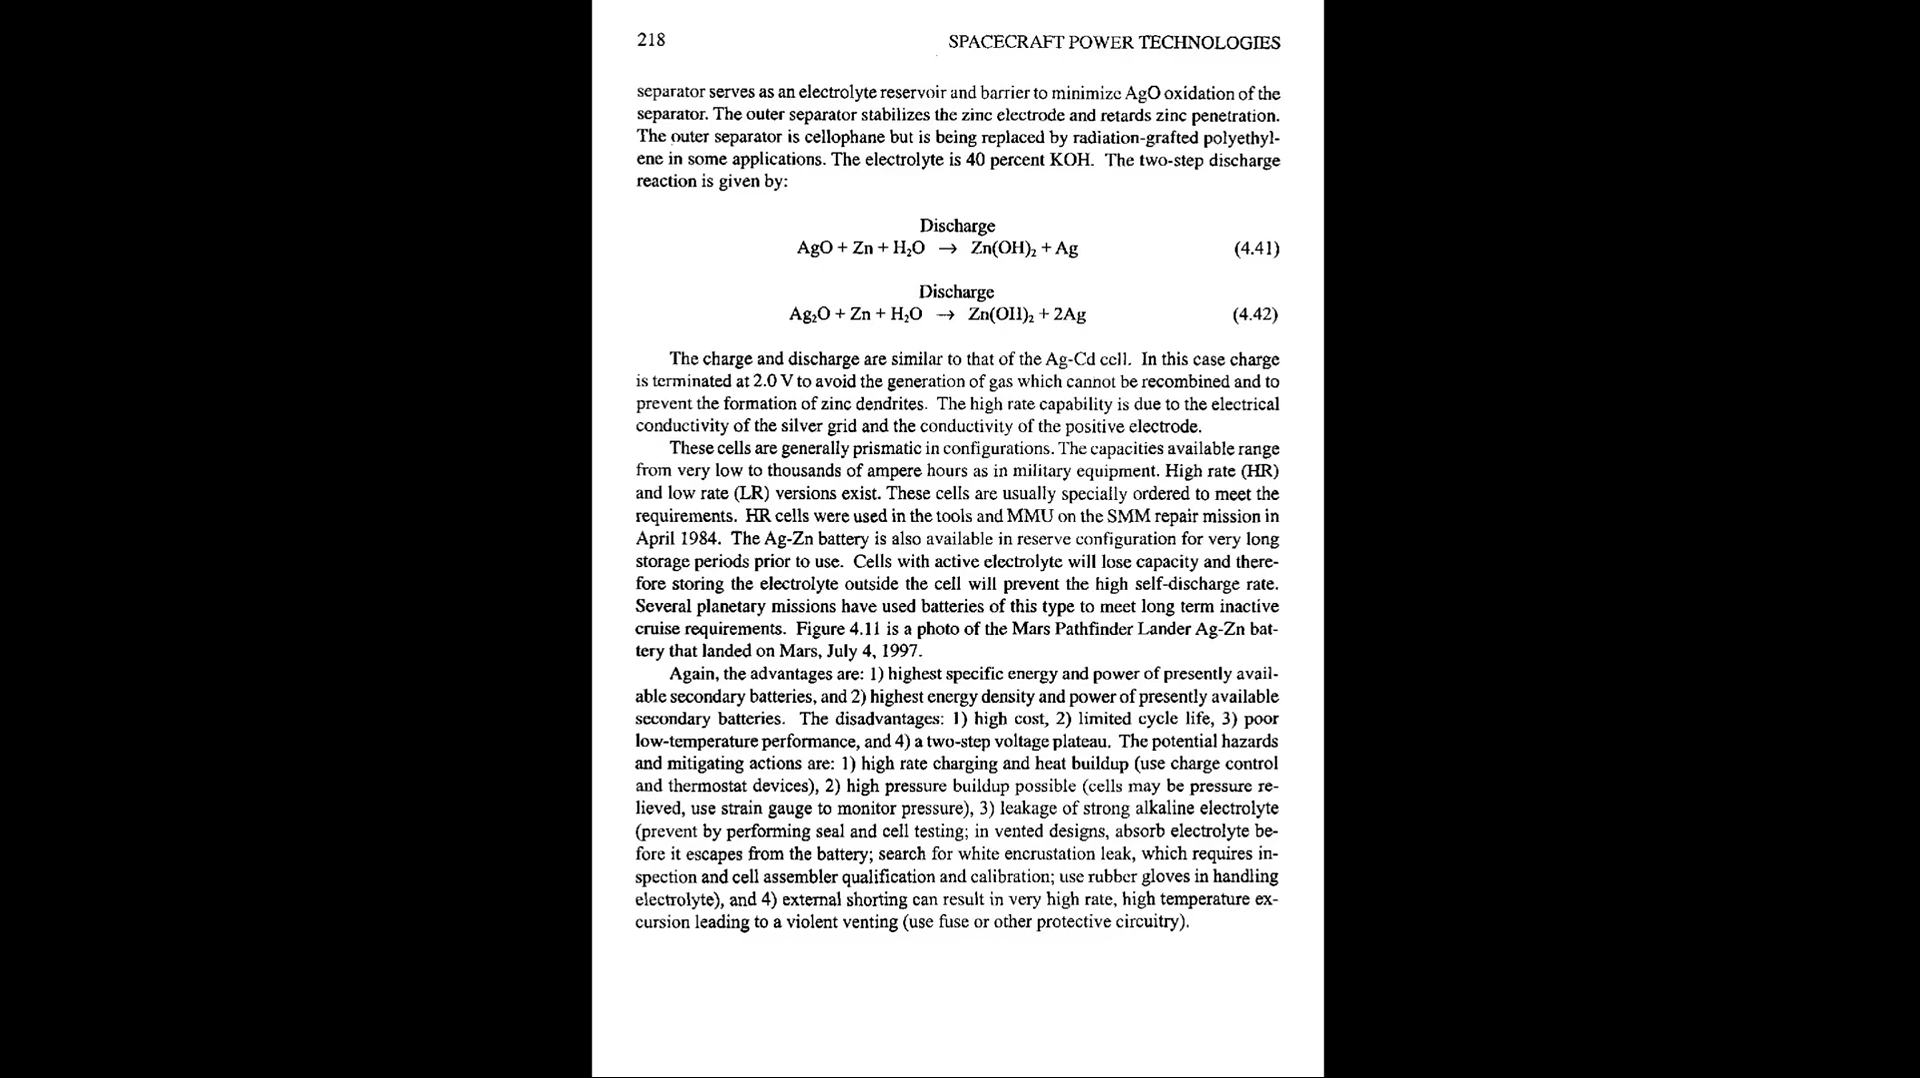 218 SPACECRAFT POWER TECHNOLOGIES
separator serves as an electrolyte reservoir and barrier to minimize AgO oxidation of the
separator. The outer separator stabilizes the zinc electrode and retards zinc penetration.
The outer separator is cellophane but is being replaced by radiation-grafted polyethyl-
ene in some applications. The electrolyte is 40 percent KOH. The two-step discharge
reaction is given by:
Discharge
AgO + Zn + H₂O → Zn(OH)₂ + Ag (4.41)
Discharge
Ag₂O + Zn + H₂O → Zn(OH)₂ + 2Ag (4.42)
The charge and discharge are similar to that of the Ag-Cd cell. In this case charge
is terminated at 2.0 V to avoid the generation of gas which cannot be recombined and to
prevent the formation of zinc dendrites. The high rate capability is due to the electrical
conductivity of the silver grid and the conductivity of the positive electrode.
These cells are generally prismatic in configurations. The capacities available range
from very low to thousands of ampere hours as in military equipment. High rate (HR)
and low rate (LR) versions exist. These cells are usually specially ordered to meet the
requirements. HR cells were used in the tools and MMU on the SMM repair mission in
April 1984. The Ag-Zn battery is also available in reserve configuration for very long
storage periods prior to use. Cells with active electrolyte will lose capacity and there-
fore storing the electrolyte outside the cell will prevent the high self-discharge rate.
Several planetary missions have used batteries of this type to meet long term inactive
cruise requirements. Figure 4.11 is a photo of the Mars Pathfinder Lander Ag-Zn bat-
tery that landed on Mars, July 4, 1997.
Again, the advantages are: 1) highest specific energy and power of presently avail-
able secondary batteries, and 2) highest energy density and power of presently available
secondary batteries. The disadvantages: 1) high cost, 2) limited cycle life, 3) poor
low-temperature performance, and 4) a two-step voltage plateau. The potential hazards
and mitigating actions are: 1) high rate charging and heat buildup (use charge control
and thermostat devices), 2) high pressure buildup possible (cells may be pressure re-
lieved, use strain gauge to monitor pressure), 3) leakage of strong alkaline electrolyte
(prevent by performing seal and cell testing; in vented designs, absorb electrolyte be-
fore it escapes from the battery; search for white encrustation leak, which requires in-
spection and cell assembler qualification and calibration; use rubber gloves in handling
electrolyte), and 4) external shorting can result in very high rate, high temperature ex-
cursion leading to a violent venting (use fuse or other protective circuitry).